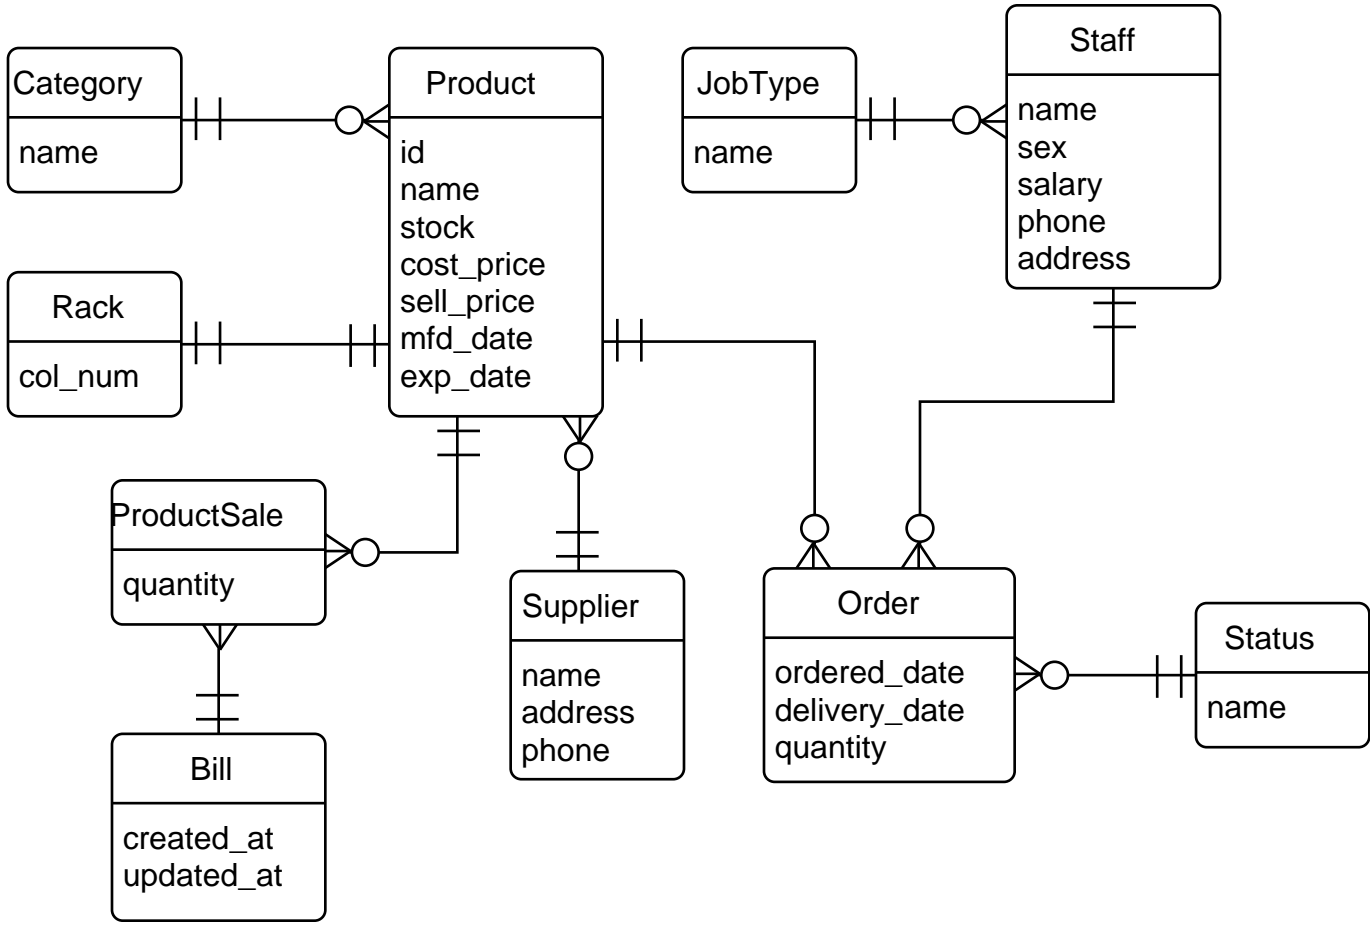 Category
name
Product
id
name
stock
cost_price
sell_price
mfd_date
exp_date
JobType
name
Staff
name
sex
salary
phone
address
Rack
col_num
ProductSale
quantity
Supplier
name
address
phone
Order
ordered_date
delivery_date
quantity
Status
name
Bill
created_at
updated_at